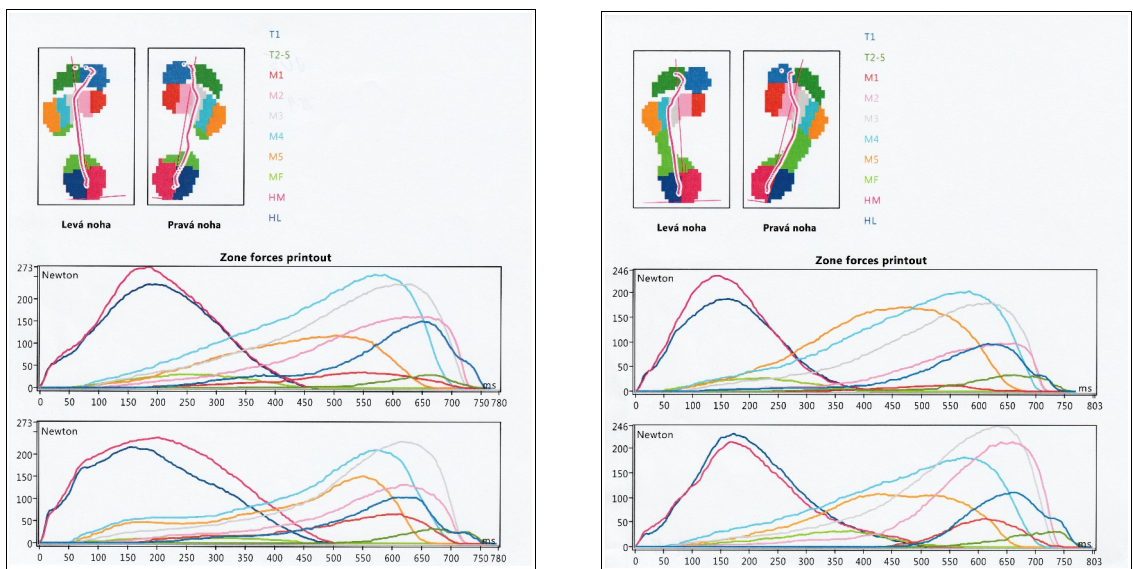 T1
T2-5
M1
M2
M3
M4
M5
MF
HM
HL
Levá noha
Pravá noha
Zone forces printout
273
Newton
200
150
100
50
0
ms
0 50 100 150 200 250 300 350 400 450 500 550 600 650 700 750 780
273
Newton
200
150
100
50
0
ms
0 50 100 150 200 250 300 350 400 450 500 550 600 650 700 750 780
T1
T2-5
M1
M2
M3
M4
M5
MF
HM
HL
Levá noha
Pravá noha
Zone forces printout
246
Newton
200
150
100
50
0
ms
0 50 100 150 200 250 300 350 400 450 500 550 600 650 700 750 803
246
Newton
200
150
100
50
0
ms
0 50 100 150 200 250 300 350 400 450 500 550 600 650 700 750 803